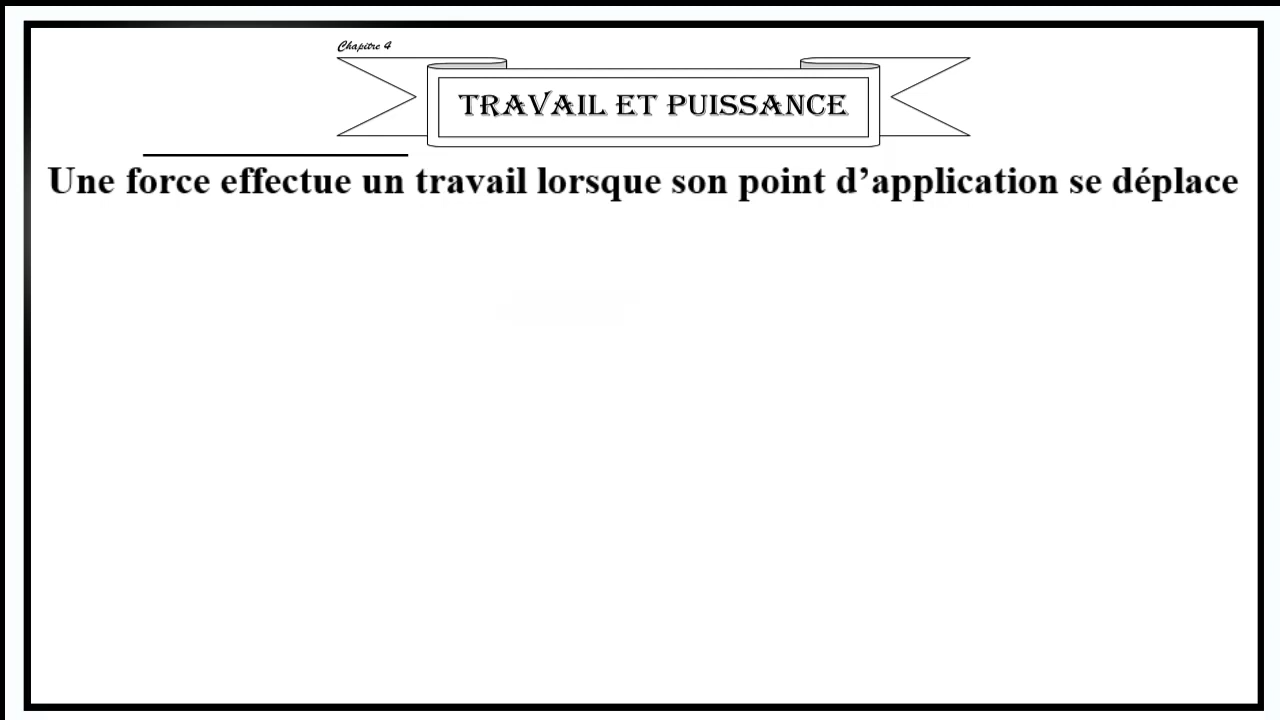 Chapitre 4
TRAVAIL ET PUISSANCE
Une force effectue un travail lorsque son point d’application se déplace